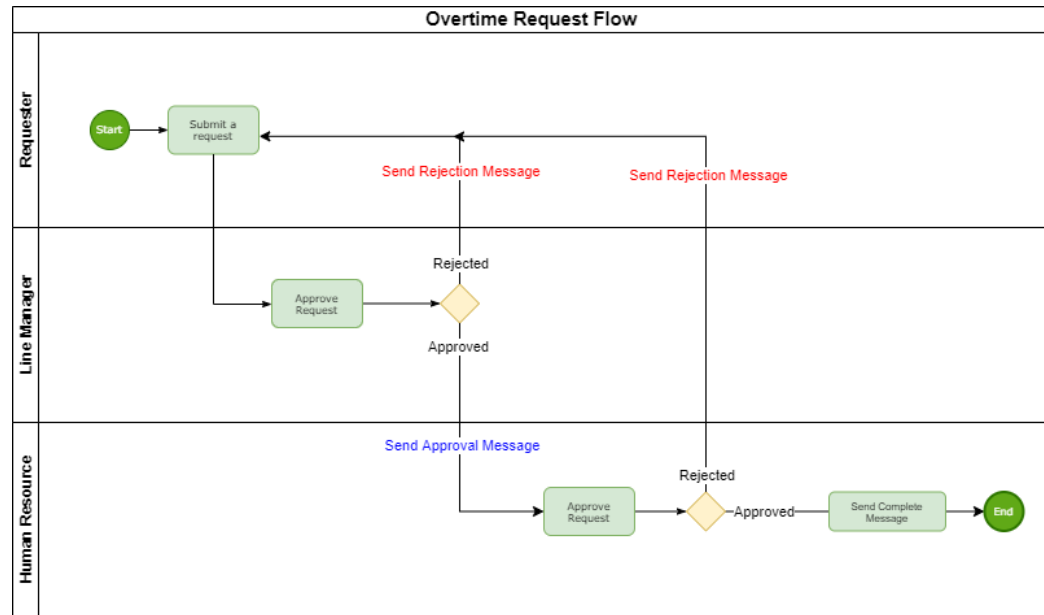 Overtime Request Flow
Requester
Start
Submit a
request
Send Rejection Message
Send Rejection Message
Line Manager
Rejected
Approve
Request
Approved
Human Resource
Send Approval Message
Rejected
Approve
Request
Approved
Send Complete
Message
End